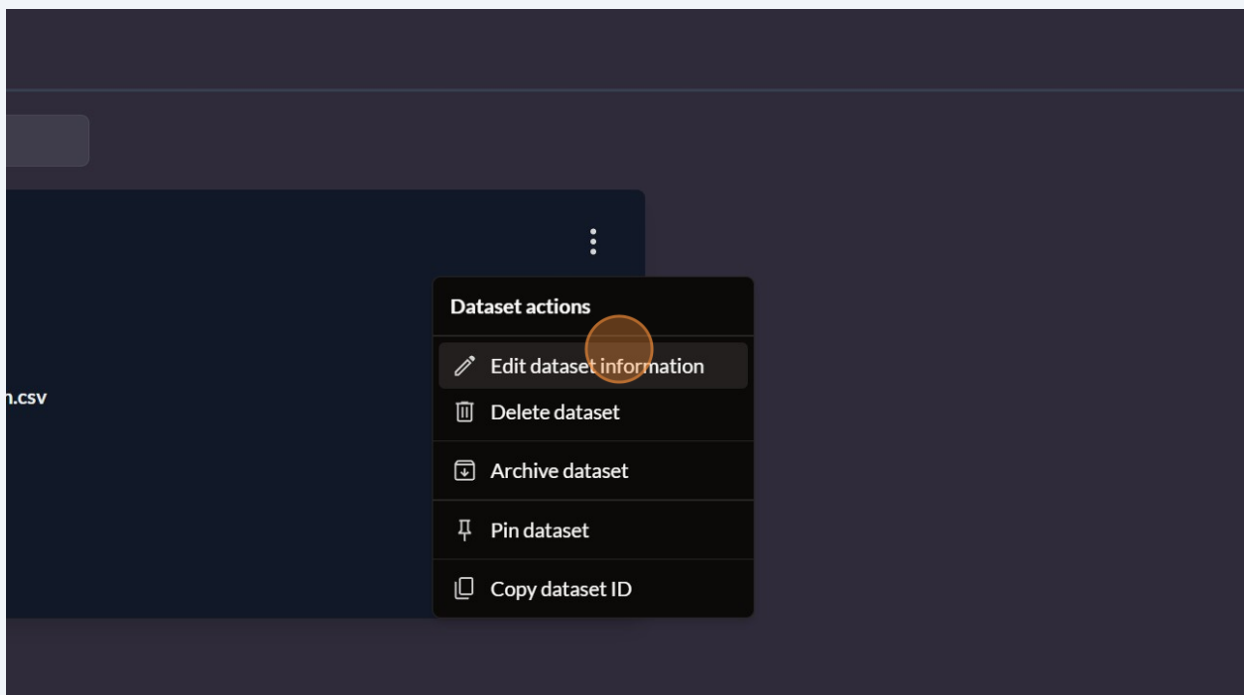 Dataset actions
Edit dataset information
n.csv
Delete dataset
Archive dataset
Pin dataset
Copy dataset ID